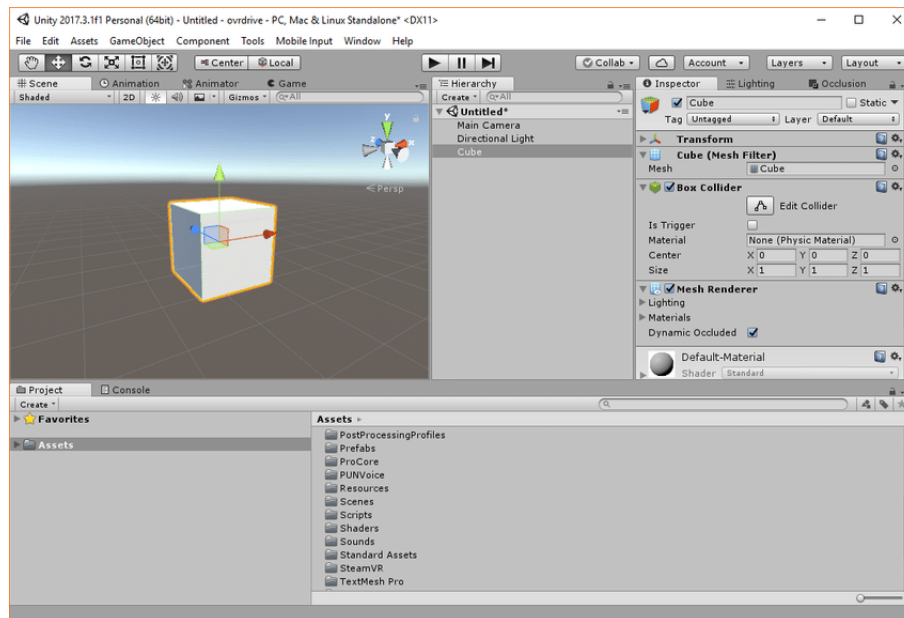 Unity 2017.3.1f1 Personal (64bit) - Untitled - ovrdrive - PC, Mac & Linux Standalone* <DX11>
File Edit Assets GameObject Component Tools Mobile Input Window Help
Center Local Collab Account Layers Layout
Scene Animation Animator Game
Shaded 2D Gizmos All
y
x
Persp
Hierarchy
Create All
Untitled*
Main Camera
Directional Light
Cube
Inspector Lighting Occlusion
Cube Static
Tag Untagged Layer Default
Transform
Cube (Mesh Filter)
Mesh Cube
Box Collider
Edit Collider
Is Trigger
Material None (Physic Material)
Center X 0 Y 0 Z 0
Size X 1 Y 1 Z 1
Mesh Renderer
Lighting
Materials
Dynamic Occluded
Default-Material
Shader Standard
Project Console
Create
Favorites
Assets
Assets
PostProcessingProfiles
Prefabs
ProCore
PUNVoice
Resources
Scenes
Scripts
Shaders
Sounds
Standard Assets
SteamVR
TextMesh Pro